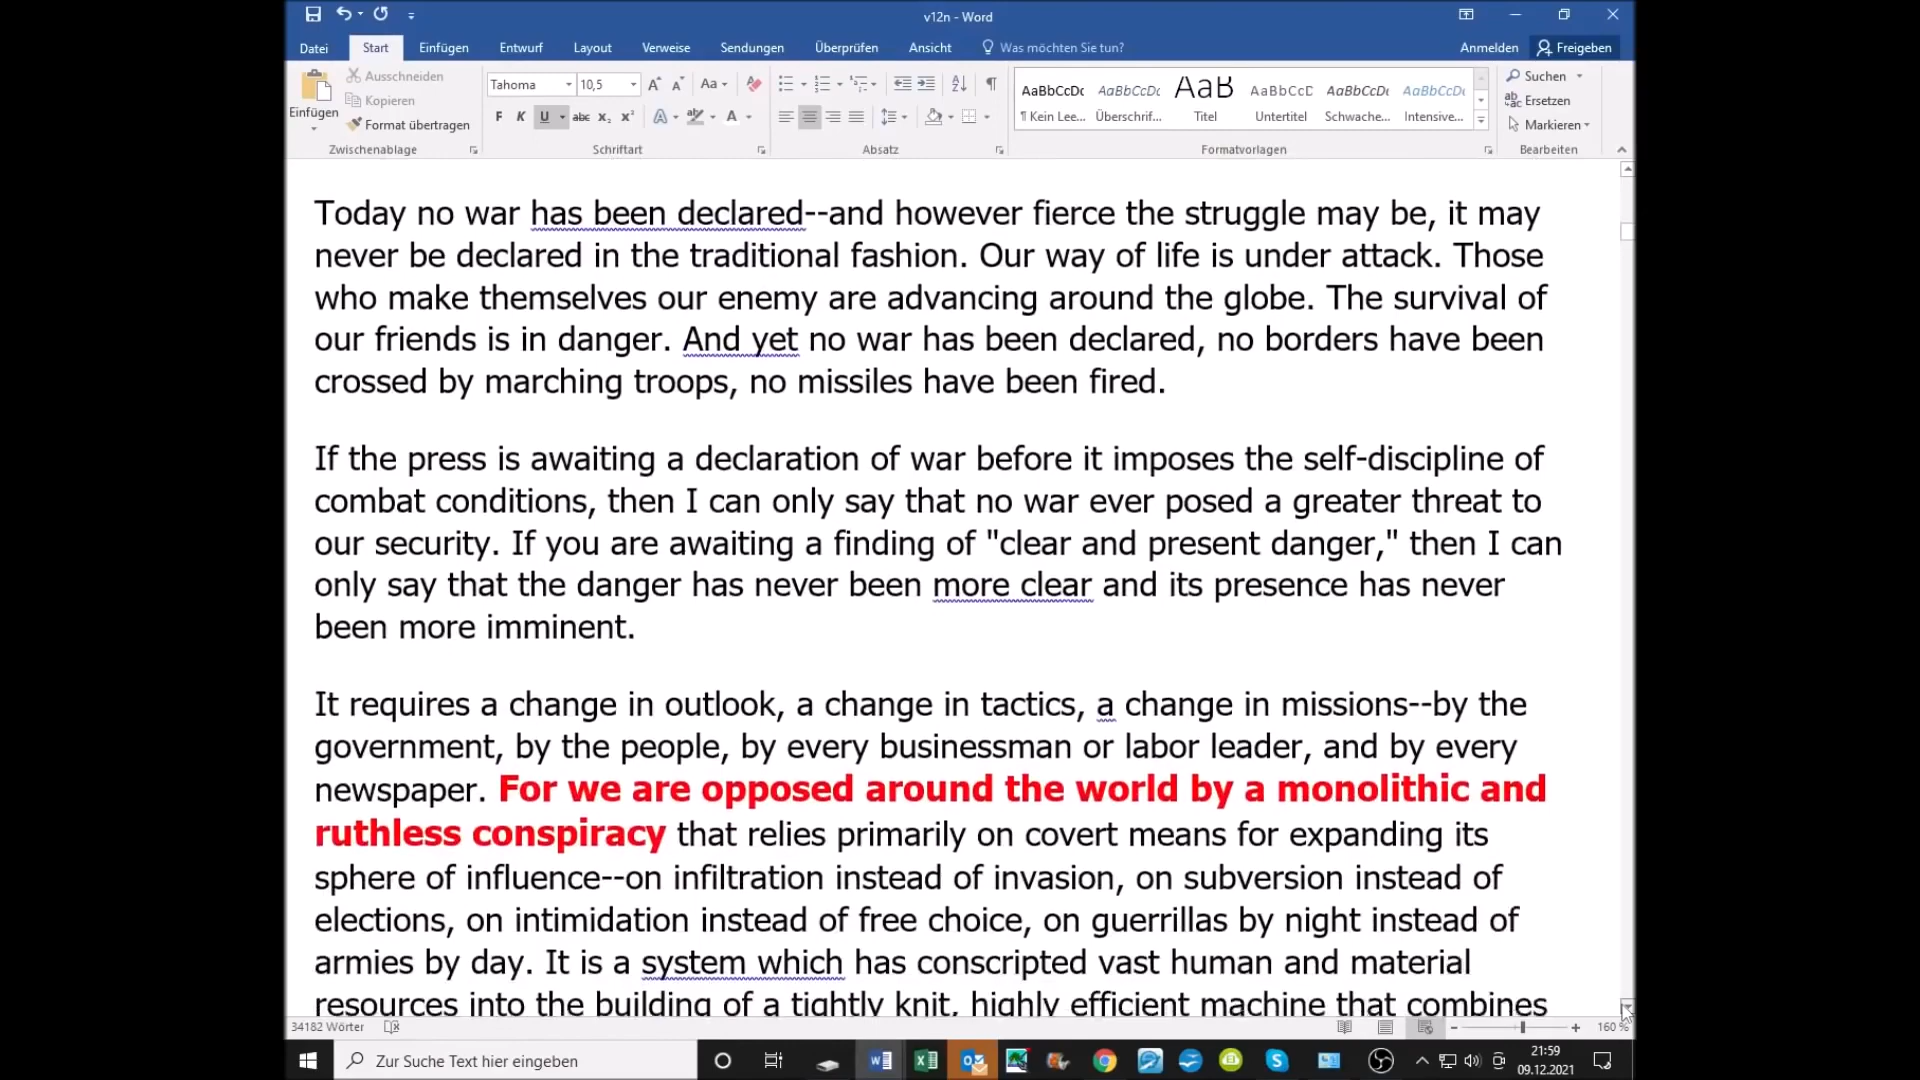 v12n - Word
Datei Start Einfügen Entwurf Layout Verweise Sendungen Überprüfen Ansicht Was möchten Sie tun? Anmelden Freigeben
Einfügen
Ausschneiden
Kopieren
Format übertragen
Zwischenablage
Tahoma 10,5
F K U abc x₂ x²
Schriftart
Absatz
AaBbCcDc AaBbCcDc AaB AaBbCcD AaBbCcDt AaBbCcDt
¶ Kein Lee... Überschrif... Titel Untertitel Schwache... Intensive...
Formatvorlagen
Suchen
Ersetzen
Markieren
Bearbeiten
Today no war has been declared--and however fierce the struggle may be, it may
never be declared in the traditional fashion. Our way of life is under attack. Those
who make themselves our enemy are advancing around the globe. The survival of
our friends is in danger. And yet no war has been declared, no borders have been
crossed by marching troops, no missiles have been fired.
If the press is awaiting a declaration of war before it imposes the self-discipline of
combat conditions, then I can only say that no war ever posed a greater threat to
our security. If you are awaiting a finding of "clear and present danger," then I can
only say that the danger has never been more clear and its presence has never
been more imminent.
It requires a change in outlook, a change in tactics, a change in missions--by the
government, by the people, by every businessman or labor leader, and by every
newspaper. For we are opposed around the world by a monolithic and
ruthless conspiracy that relies primarily on covert means for expanding its
sphere of influence--on infiltration instead of invasion, on subversion instead of
elections, on intimidation instead of free choice, on guerrillas by night instead of
armies by day. It is a system which has conscripted vast human and material
resources into the building of a tightly knit, highly efficient machine that combines
34182 Wörter
160 %
Zur Suche Text hier eingeben
21:59
09.12.2021